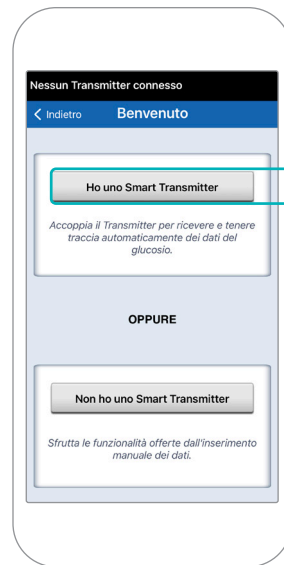 Nessun Transmitter connesso
Indietro
Benvenuto
Ho uno Smart Transmitter
Accoppia il Transmitter per ricevere e tenere
traccia automaticamente dei dati del
glucosio.
OPPURE
Non ho uno Smart Transmitter
Sfrutta le funzionalità offerte dall'inserimento
manuale dei dati.